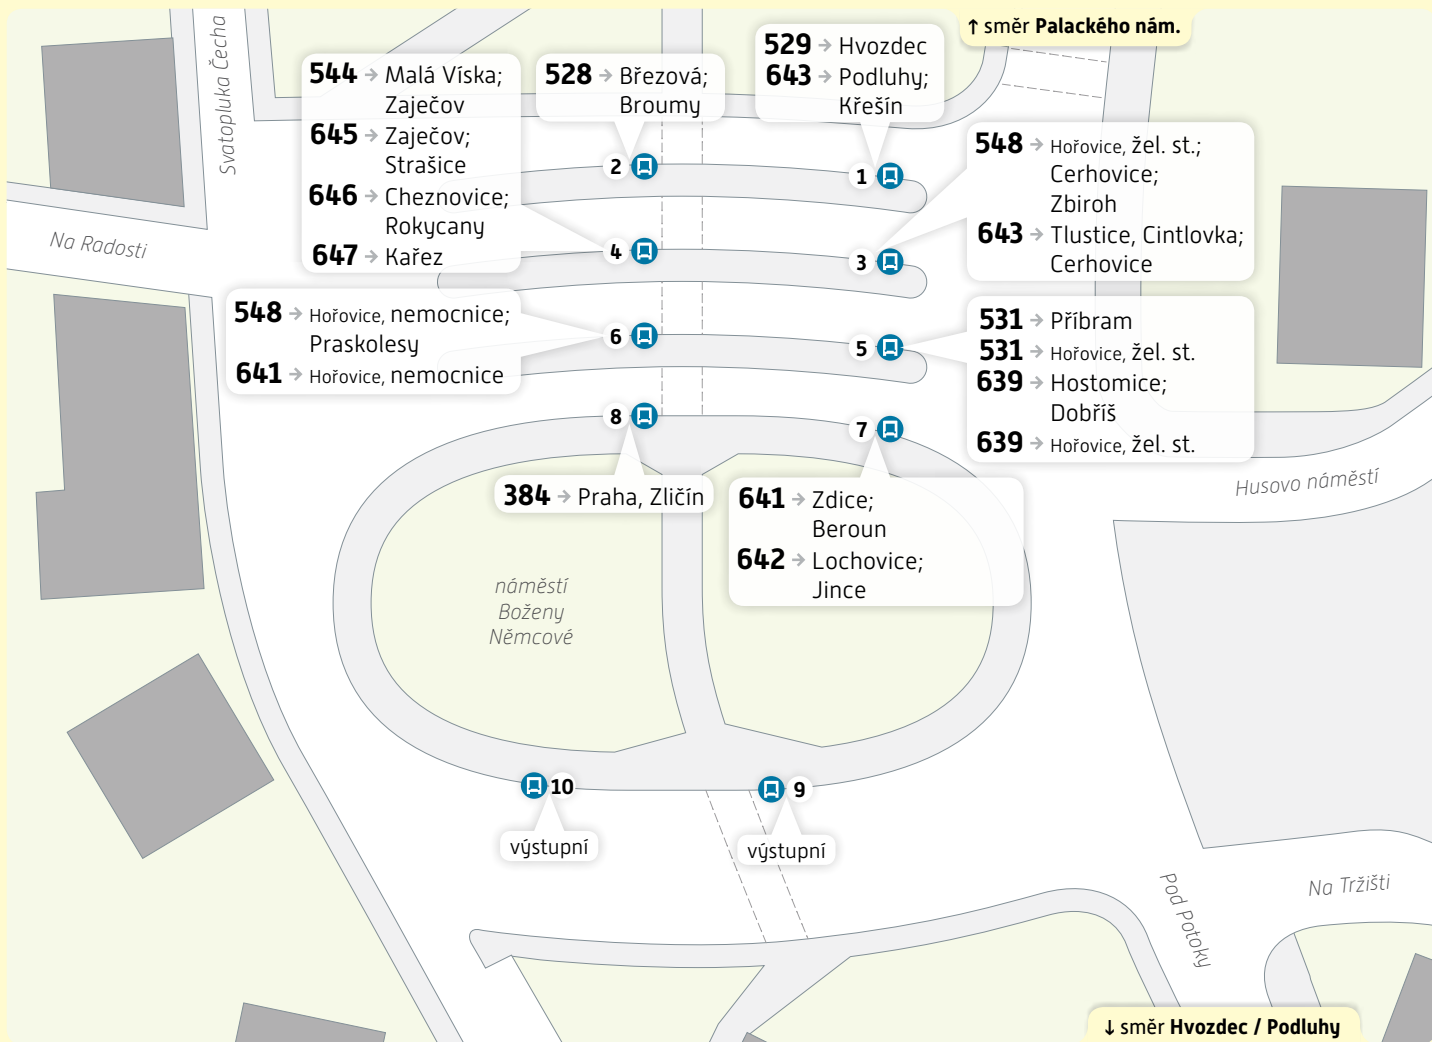 ↑ směr Palackého nám.
Svatopluka Čecha
544 → Malá Víska;
Zaječov
645 → Zaječov;
Strašice
646 → Cheznovice;
Rokycany
647 → Kařez
528 → Březová;
Broumy
529 → Hvozdec
643 → Podluhy;
Křešín
2
1
548 → Hořovice, žel. st.;
Cerhovice;
Zbiroh
643 → Tlustice, Cintlovka;
Cerhovice
Na Radosti
4
3
548 → Hořovice, nemocnice;
Praskolesy
641 → Hořovice, nemocnice
6
5
531 → Příbram
531 → Hořovice, žel. st.
639 → Hostomice;
Dobříš
639 → Hořovice, žel. st.
8
7
384 → Praha, Zličín
641 → Zdice;
Beroun
642 → Lochovice;
Jince
Husovo náměstí
náměstí
Boženy
Němcové
10
9
výstupní
výstupní
Pod Potoky
Na Tržišti
↓ směr Hvozdec / Podluhy